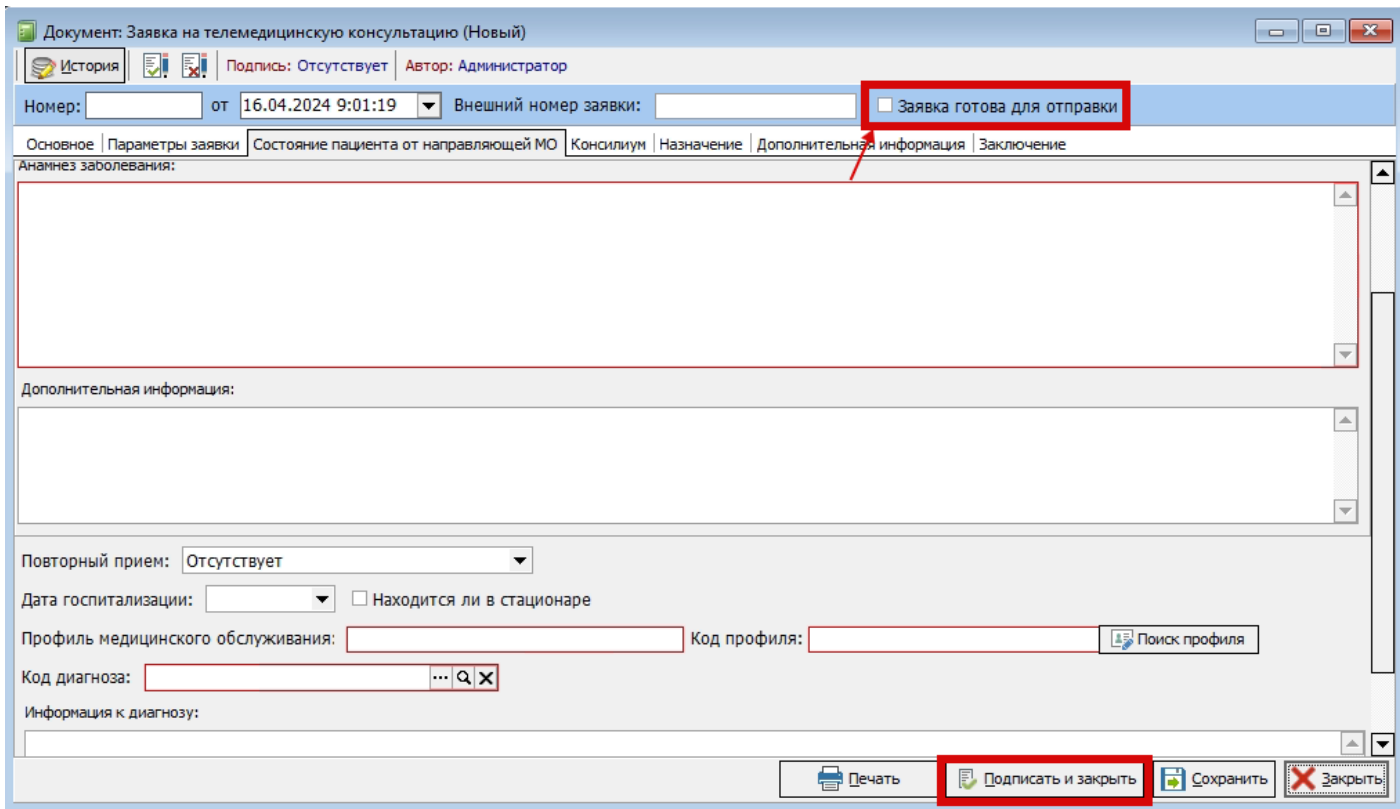 Документ: Заявка на телемедицинскую консультацию (Новый)
История Подпись: Отсутствует Автор: Администратор
Номер: от 16.04.2024 9:01:19 Внешний номер заявки: Заявка готова для отправки
Основное Параметры заявки Состояние пациента от направляющей МО Консилиум Назначение Дополнительная информация Заключение
Анамнез заболевания:
Дополнительная информация:
Повторный прием: Отсутствует
Дата госпитализации: Находится ли в стационаре
Профиль медицинского обслуживания: Код профиля: Поиск профиля
Код диагноза:
Информация к диагнозу:
Печать Подписать и закрыть Сохранить Закрыть